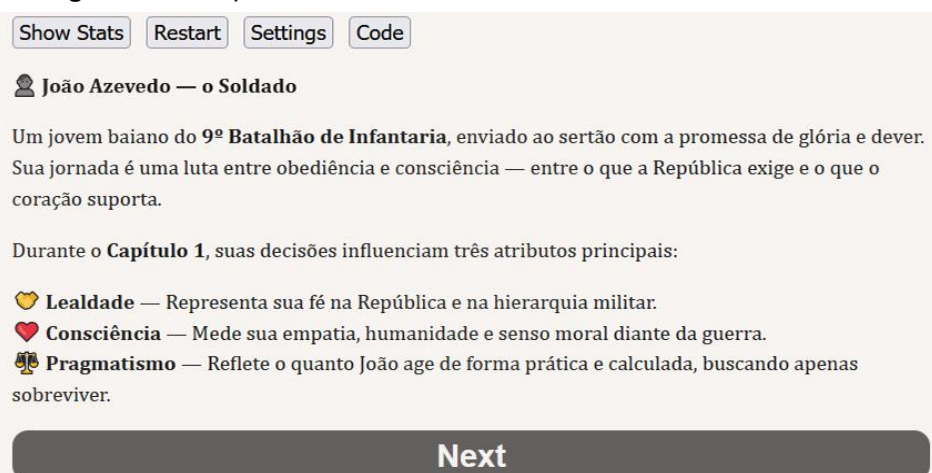 Show Stats Restart Settings Code
João Azevedo — o Soldado
Um jovem baiano do 9º Batalhão de Infantaria, enviado ao sertão com a promessa de glória e dever.
Sua jornada é uma luta entre obediência e consciência — entre o que a República exige e o que o
coração suporta.
Durante o Capítulo 1, suas decisões influenciam três atributos principais:
Lealdade — Representa sua fé na República e na hierarquia militar.
Consciência — Mede sua empatia, humanidade e senso moral diante da guerra.
Pragmatismo — Reflete o quanto João age de forma prática e calculada, buscando apenas
sobreviver.
Next